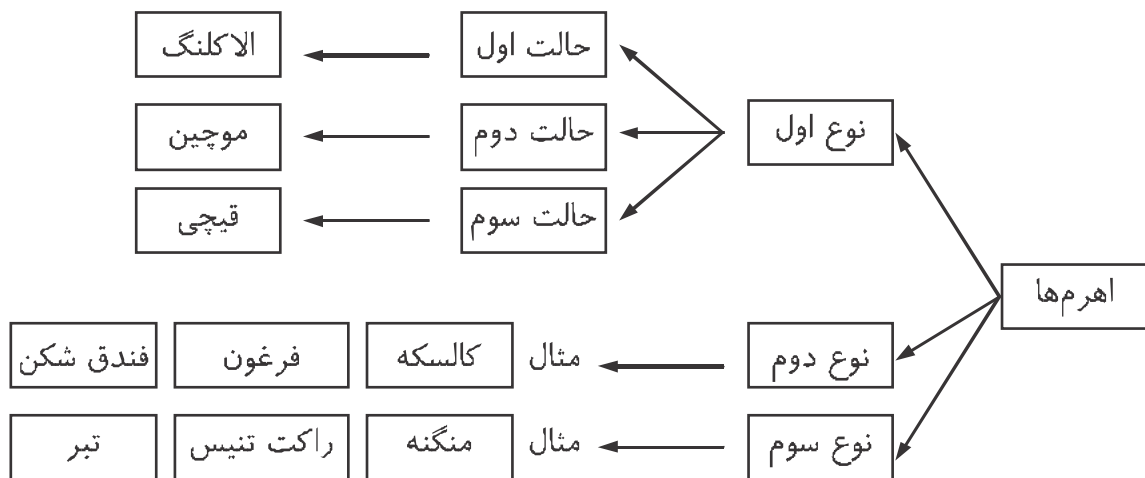 اهرم‌ها
نوع اول
حالت اول
الاکلنگ
حالت دوم
موچین
حالت سوم
قیچی
نوع دوم
مثال
کالسکه
فرغون
فندق شکن
نوع سوم
مثال
منگنه
راکت تنیس
تبر